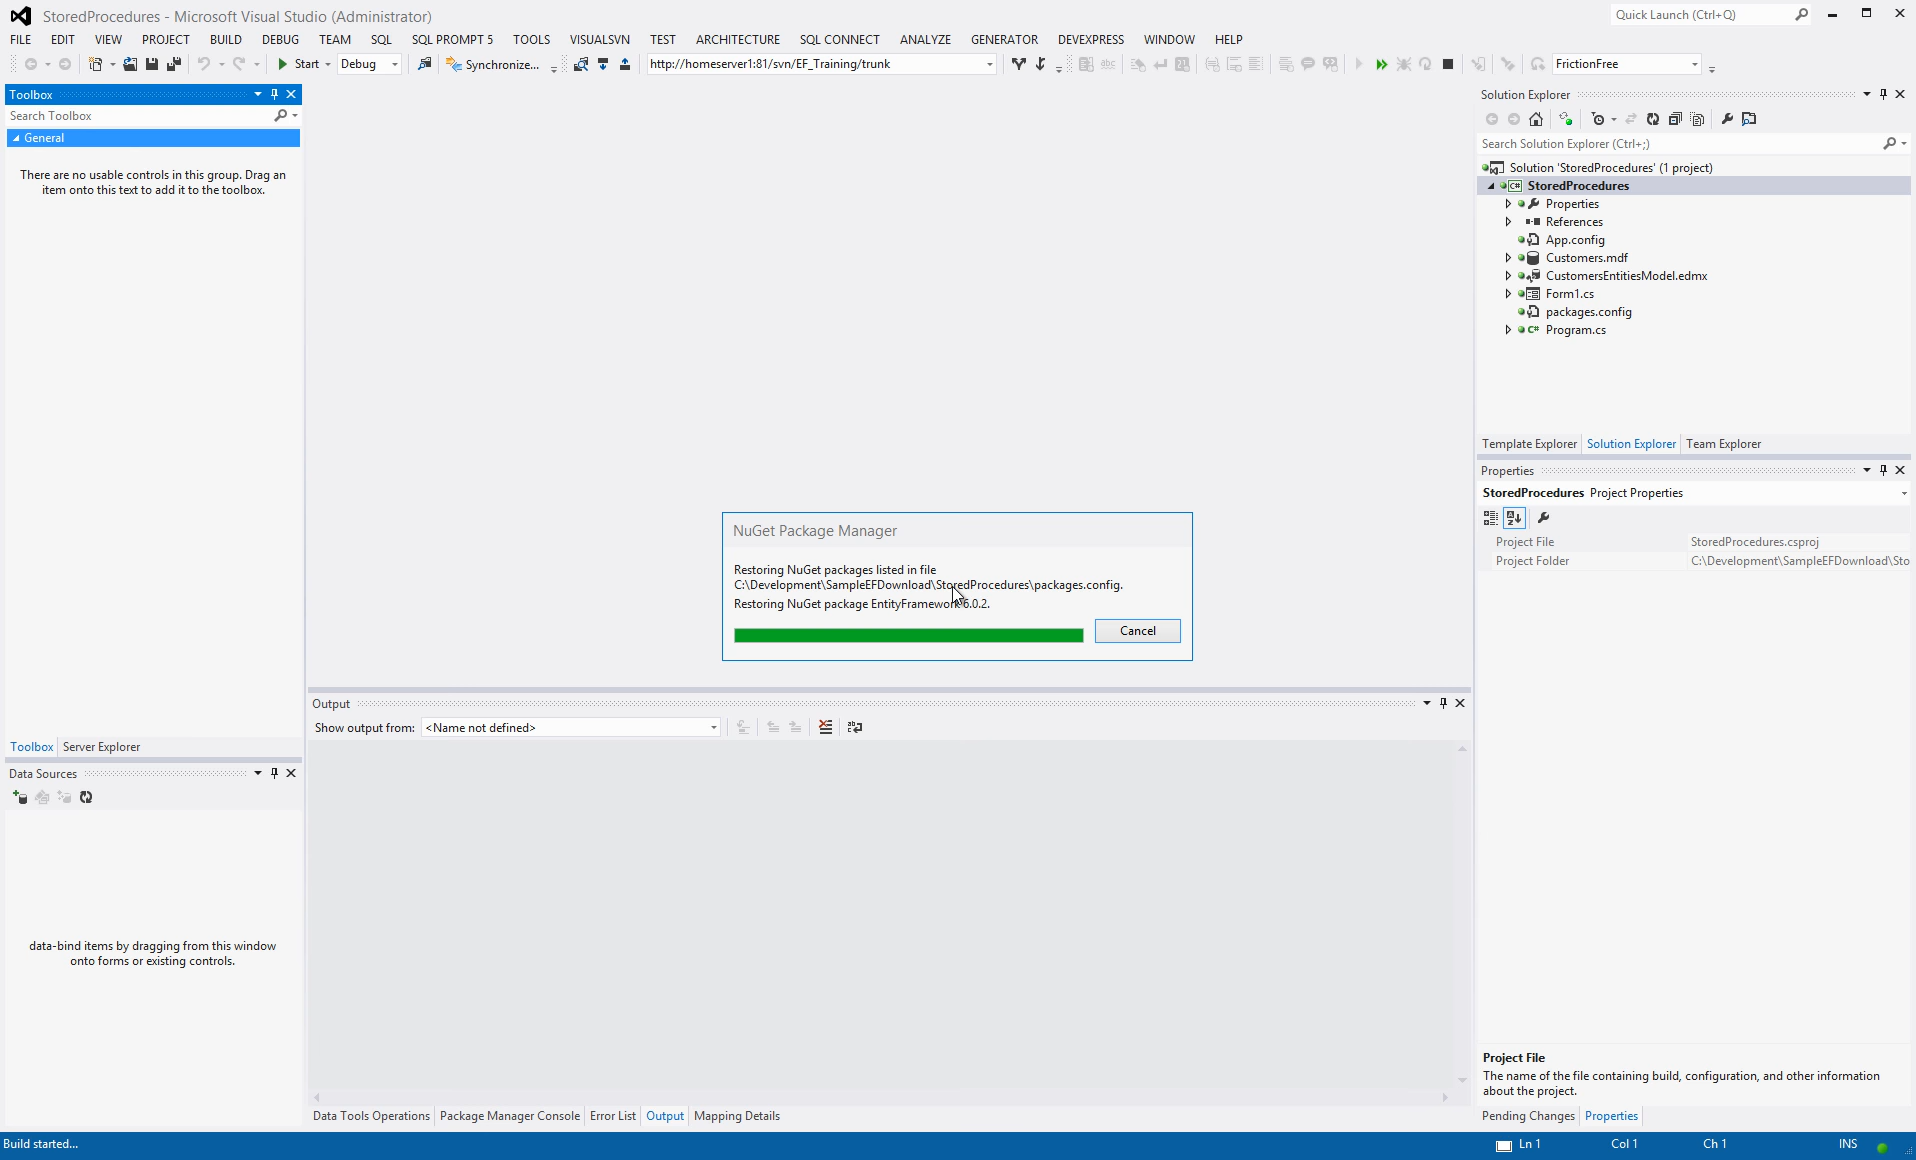 StoredProcedures - Microsoft Visual Studio (Administrator)
Quick Launch (Ctrl+Q)
FILE EDIT VIEW PROJECT BUILD DEBUG TEAM SQL SQL PROMPT 5 TOOLS VISUALSVN TEST ARCHITECTURE SQL CONNECT ANALYZE GENERATOR DEVEXPRESS WINDOW HELP
Start Debug Synchronize... http://homeserver1:81/svn/EF_Training/trunk FrictionFree
Toolbox
Search Toolbox
General
There are no usable controls in this group. Drag an
item onto this text to add it to the toolbox.
Toolbox Server Explorer
Data Sources
data-bind items by dragging from this window
onto forms or existing controls.
NuGet Package Manager
Restoring NuGet packages listed in file
C:\Development\SampleEFDownload\StoredProcedures\packages.config.
Restoring NuGet package EntityFramework 6.0.2.
Cancel
Output
Show output from: <Name not defined>
Data Tools Operations Package Manager Console Error List Output Mapping Details
Solution Explorer
Search Solution Explorer (Ctrl+;)
Solution 'StoredProcedures' (1 project)
StoredProcedures
Properties
References
App.config
Customers.mdf
CustomersEntitiesModel.edmx
Form1.cs
packages.config
C# Program.cs
Template Explorer Solution Explorer Team Explorer
Properties
StoredProcedures Project Properties
Project File StoredProcedures.csproj
Project Folder C:\Development\SampleEFDownload\Sto
Project File
The name of the file containing build, configuration, and other information
about the project.
Pending Changes Properties
Build started...
Ln 1 Col 1 Ch 1 INS